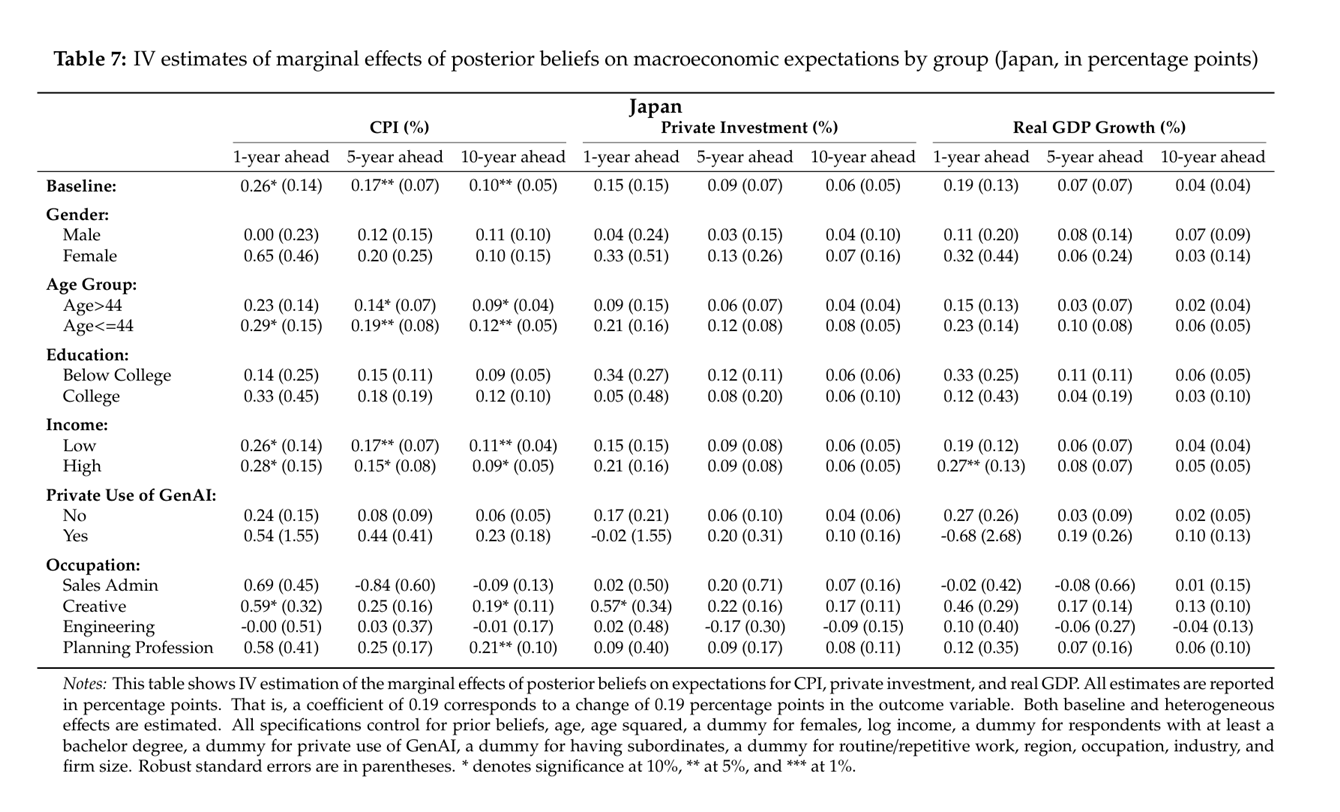 Table 7: IV estimates of marginal effects of posterior beliefs on macroeconomic expectations by group (Japan, in percentage points)
Japan
CPI (%) Private Investment (%) Real GDP Growth (%)
1-year ahead 5-year ahead 10-year ahead 1-year ahead 5-year ahead 10-year ahead 1-year ahead 5-year ahead 10-year ahead
Baseline: 0.26* (0.14) 0.17** (0.07) 0.10** (0.05) 0.15 (0.15) 0.09 (0.07) 0.06 (0.05) 0.19 (0.13) 0.07 (0.07) 0.04 (0.04)
Gender:
Male 0.00 (0.23) 0.12 (0.15) 0.11 (0.10) 0.04 (0.24) 0.03 (0.15) 0.04 (0.10) 0.11 (0.20) 0.08 (0.14) 0.07 (0.09)
Female 0.65 (0.46) 0.20 (0.25) 0.10 (0.15) 0.33 (0.51) 0.13 (0.26) 0.07 (0.16) 0.32 (0.44) 0.06 (0.24) 0.03 (0.14)
Age Group:
Age>44 0.23 (0.14) 0.14* (0.07) 0.09* (0.04) 0.09 (0.15) 0.06 (0.07) 0.04 (0.04) 0.15 (0.13) 0.03 (0.07) 0.02 (0.04)
Age<=44 0.29* (0.15) 0.19** (0.08) 0.12** (0.05) 0.21 (0.16) 0.12 (0.08) 0.08 (0.05) 0.23 (0.14) 0.10 (0.08) 0.06 (0.05)
Education:
Below College 0.14 (0.25) 0.15 (0.11) 0.09 (0.05) 0.34 (0.27) 0.12 (0.11) 0.06 (0.06) 0.33 (0.25) 0.11 (0.11) 0.06 (0.05)
College 0.33 (0.45) 0.18 (0.19) 0.12 (0.10) 0.05 (0.48) 0.08 (0.20) 0.06 (0.10) 0.12 (0.43) 0.04 (0.19) 0.03 (0.10)
Income:
Low 0.26* (0.14) 0.17** (0.07) 0.11** (0.04) 0.15 (0.15) 0.09 (0.08) 0.06 (0.05) 0.19 (0.12) 0.06 (0.07) 0.04 (0.04)
High 0.28* (0.15) 0.15* (0.08) 0.09* (0.05) 0.21 (0.16) 0.09 (0.08) 0.06 (0.05) 0.27** (0.13) 0.08 (0.07) 0.05 (0.05)
Private Use of GenAI:
No 0.24 (0.15) 0.08 (0.09) 0.06 (0.05) 0.17 (0.21) 0.06 (0.10) 0.04 (0.06) 0.27 (0.26) 0.03 (0.09) 0.02 (0.05)
Yes 0.54 (1.55) 0.44 (0.41) 0.23 (0.18) -0.02 (1.55) 0.20 (0.31) 0.10 (0.16) -0.68 (2.68) 0.19 (0.26) 0.10 (0.13)
Occupation:
Sales Admin 0.69 (0.45) -0.84 (0.60) -0.09 (0.13) 0.02 (0.50) 0.20 (0.71) 0.07 (0.16) -0.02 (0.42) -0.08 (0.66) 0.01 (0.15)
Creative 0.59* (0.32) 0.25 (0.16) 0.19* (0.11) 0.57* (0.34) 0.22 (0.16) 0.17 (0.11) 0.46 (0.29) 0.17 (0.14) 0.13 (0.10)
Engineering -0.00 (0.51) 0.03 (0.37) -0.01 (0.17) 0.02 (0.48) -0.17 (0.30) -0.09 (0.15) 0.10 (0.40) -0.06 (0.27) -0.04 (0.13)
Planning Profession 0.58 (0.41) 0.25 (0.17) 0.21** (0.10) 0.09 (0.40) 0.09 (0.17) 0.08 (0.11) 0.12 (0.35) 0.07 (0.16) 0.06 (0.10)
Notes: This table shows IV estimation of the marginal effects of posterior beliefs on expectations for CPI, private investment, and real GDP. All estimates are reported
in percentage points. That is, a coefficient of 0.19 corresponds to a change of 0.19 percentage points in the outcome variable. Both baseline and heterogeneous
effects are estimated. All specifications control for prior beliefs, age, age squared, a dummy for females, log income, a dummy for respondents with at least a
bachelor degree, a dummy for private use of GenAI, a dummy for having subordinates, a dummy for routine/repetitive work, region, occupation, industry, and
firm size. Robust standard errors are in parentheses. * denotes significance at 10%, ** at 5%, and *** at 1%.